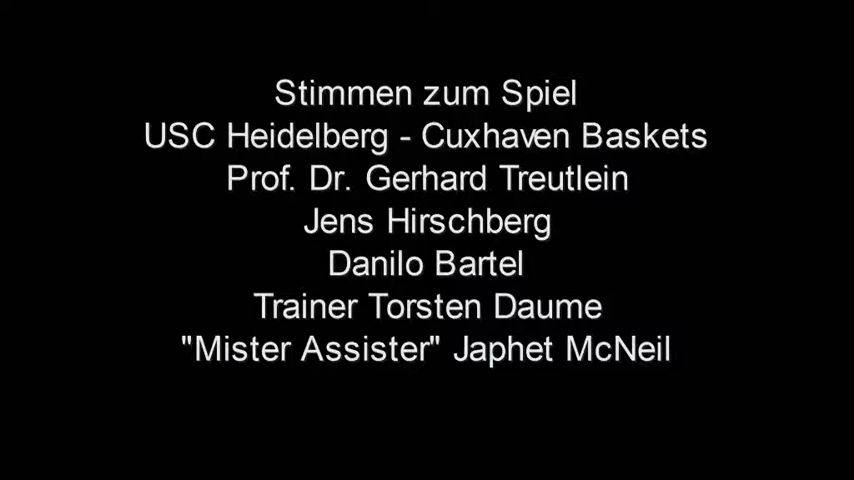 Stimmen zum Spiel
USC Heidelberg - Cuxhaven Baskets
Prof. Dr. Gerhard Treutlein
Jens Hirschberg
Danilo Bartel
Trainer Torsten Daume
"Mister Assister" Japhet McNeil